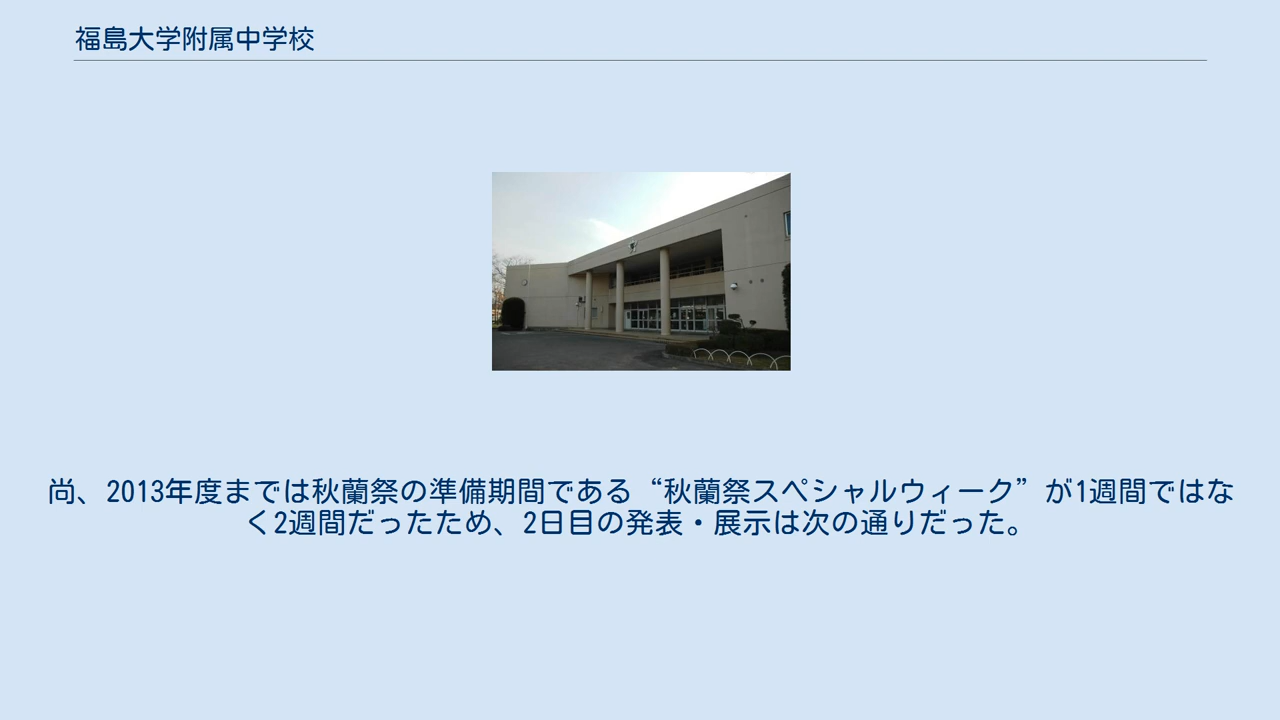 福島大学附属中学校
尚、2013年度までは秋蘭祭の準備期間である“秋蘭祭スペシャルウィーク”が1週間ではな
く2週間だったため、2日目の発表・展示は次の通りだった。